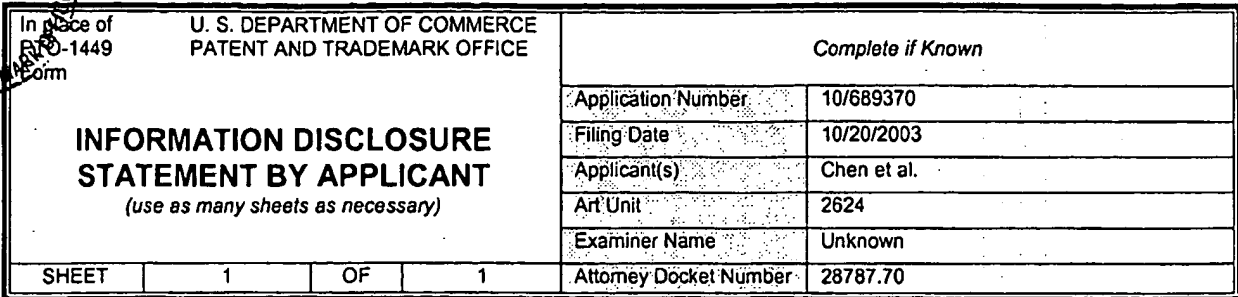 In place of U. S. DEPARTMENT OF COMMERCE
PTO-1449 PATENT AND TRADEMARK OFFICE
Form
Complete if Known
INFORMATION DISCLOSURE
STATEMENT BY APPLICANT
(use as many sheets as necessary)
SHEET 1 OF 1
Application Number 10/689370
Filing Date 10/20/2003
Applicant(s) Chen et al.
Art Unit 2624
Examiner Name Unknown
Attorney Docket Number 28787.70